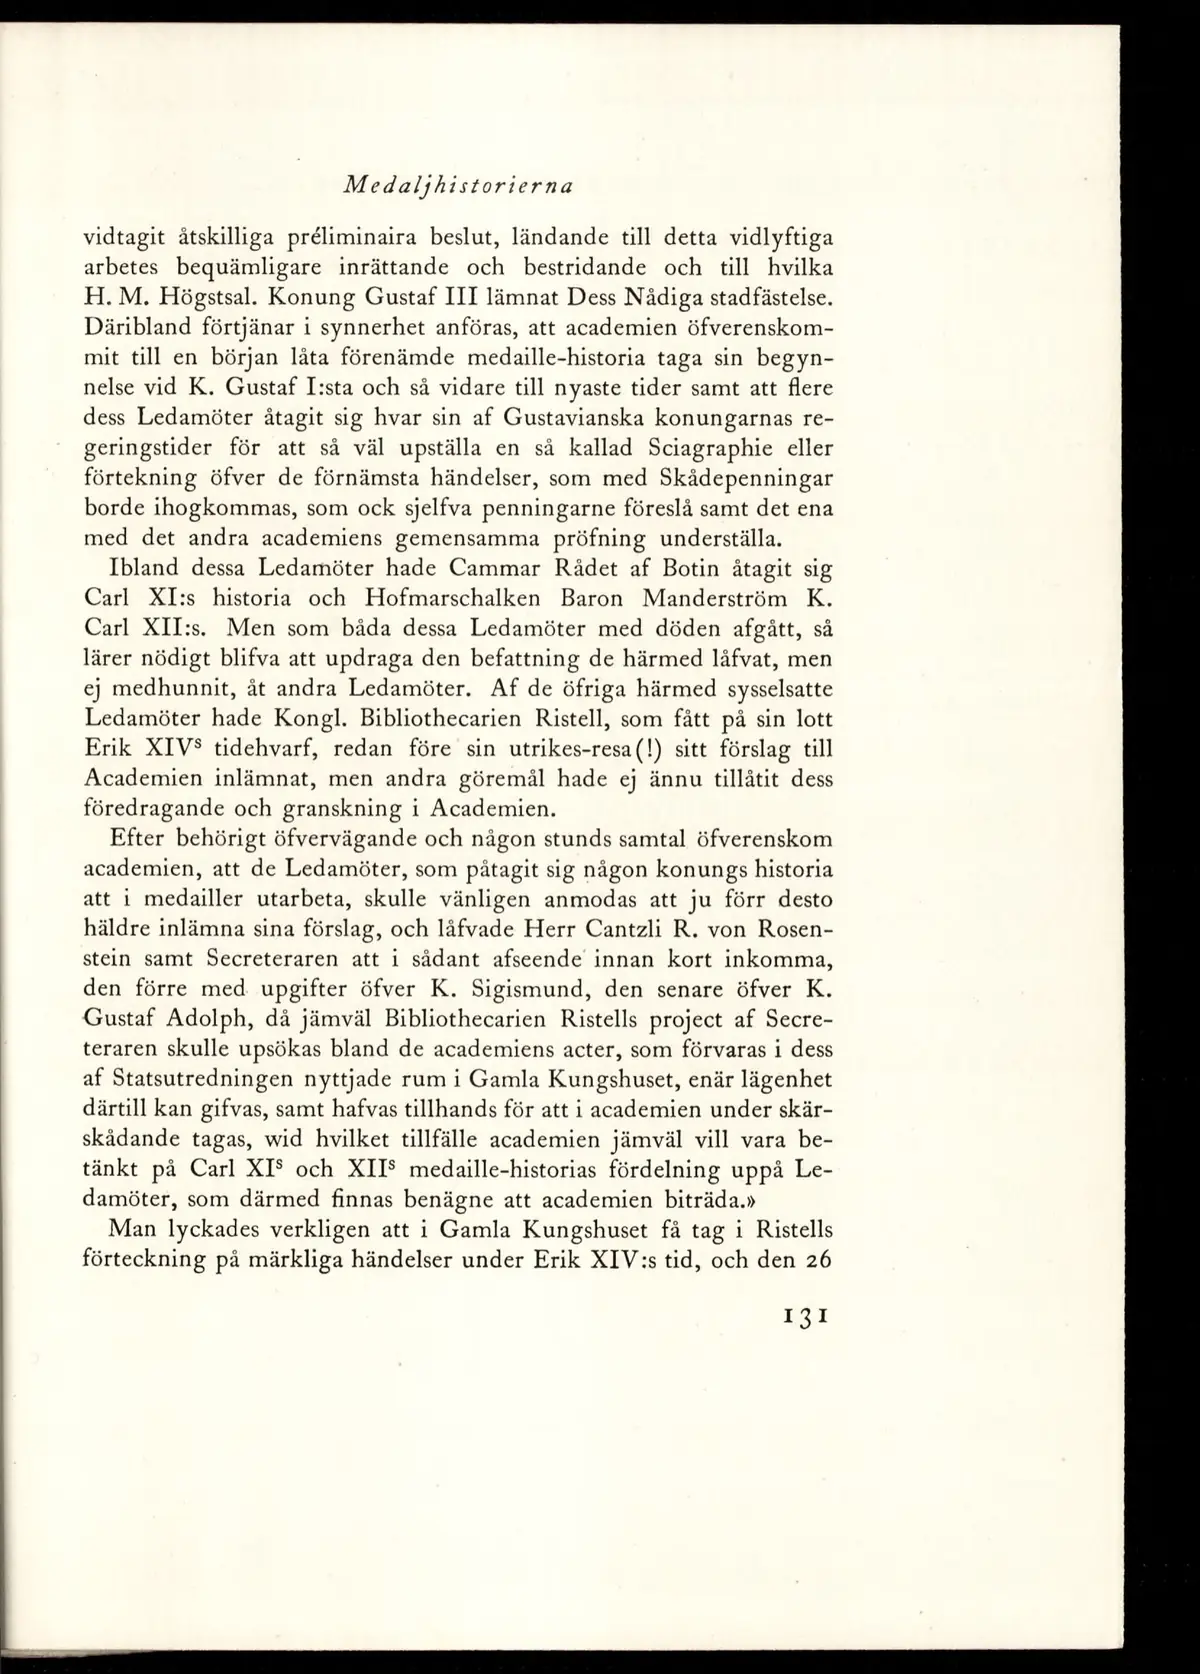 Medaljhistorierna
vidtagit åtskilliga préliminaira beslut, ländande till detta vidlyftiga
arbetes bequämligare inrättande och bestridande och till hvilka
H. M. Högstsal. Konung Gustaf III lämnat Dess Nådiga stadfästelse.
Däribland förtjänar i synnerhet anföras, att academien öfverenskom-
mit till en början låta förenämde medaille-historia taga sin begyn-
nelse vid K. Gustaf I:sta och så vidare till nyaste tider samt att flere
dess Ledamöter åtagit sig hvar sin af Gustavianska konungarnas re-
geringstider för att så väl upställa en så kallad Sciagraphie eller
förtekning öfver de förnämsta händelser, som med Skådepenningar
borde ihogkommas, som ock sjelfva penningarne föreslå samt det ena
med det andra academiens gemensamma pröfning underställa.
Ibland dessa Ledamöter hade Cammar Rådet af Botin åtagit sig
Carl XI:s historia och Hofmarschalken Baron Manderström K.
Carl XII:s. Men som båda dessa Ledamöter med döden afgått, så
lärer nödigt blifva att updraga den befattning de härmed låfvat, men
ej medhunnit, åt andra Ledamöter. Af de öfriga härmed sysselsatte
Ledamöter hade Kongl. Bibliothecarien Ristell, som fått på sin lott
Erik XIVˢ tidehvarf, redan före sin utrikes-resa(!) sitt förslag till
Academien inlämnat, men andra göremål hade ej ännu tillåtit dess
föredragande och granskning i Academien.
Efter behörigt öfvervägande och någon stunds samtal öfverenskom
academien, att de Ledamöter, som påtagit sig någon konungs historia
att i medailler utarbeta, skulle vänligen anmodas att ju förr desto
häldre inlämna sina förslag, och låfvade Herr Cantzli R. von Rosen-
stein samt Secreteraren att i sådant afseende innan kort inkomma,
den förre med upgifter öfver K. Sigismund, den senare öfver K.
Gustaf Adolph, då jämväl Bibliothecarien Ristells project af Secre-
teraren skulle upsökas bland de academiens acter, som förvaras i dess
af Statsutredningen nyttjade rum i Gamla Kungshuset, enär lägenhet
därtill kan gifvas, samt hafvas tillhands för att i academien under skär-
skådande tagas, wid hvilket tillfälle academien jämväl vill vara be-
tänkt på Carl XIˢ och XIIˢ medaille-historias fördelning uppå Le-
damöter, som därmed finnas benägne att academien biträda.»
Man lyckades verkligen att i Gamla Kungshuset få tag i Ristells
förteckning på märkliga händelser under Erik XIV:s tid, och den 26
131